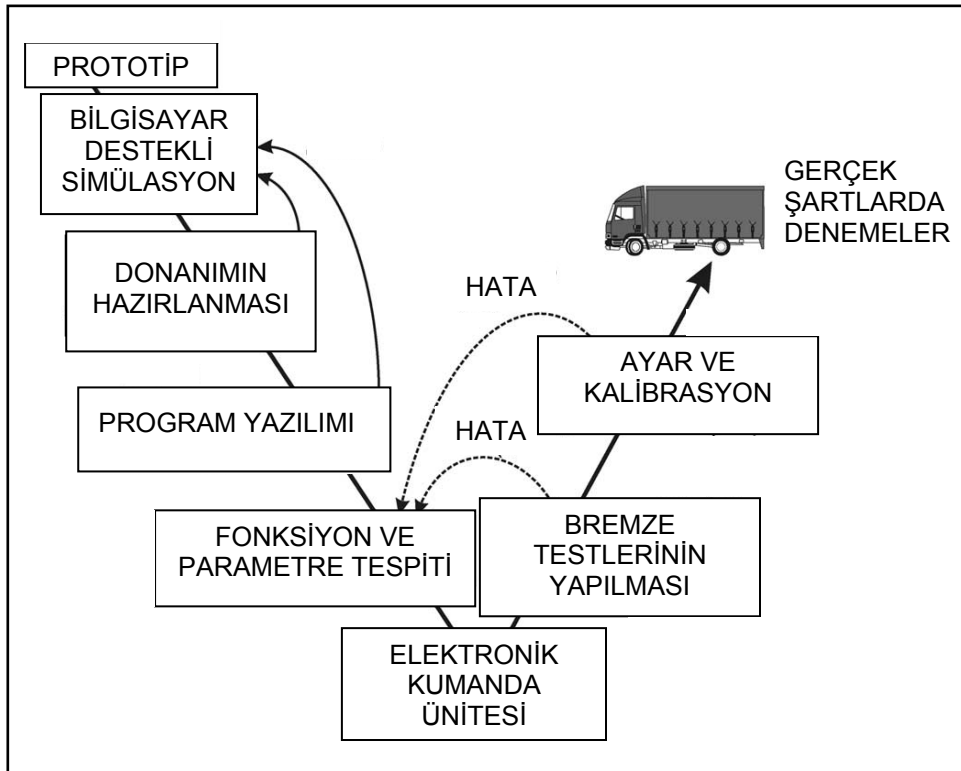 PROTOTİP
BİLGİSAYAR
DESTEKLİ
SİMÜLASYON
DONANIMIN
HAZIRLANMASI
PROGRAM YAZILIMI
FONKSİYON VE
PARAMETRE TESPİTİ
ELEKTRONİK
KUMANDA
ÜNİTESİ
BREMZE
TESTLERİNİN
YAPILMASI
HATA
AYAR VE
KALİBRASYON
HATA
GERÇEK
ŞARTLARDA
DENEMELER